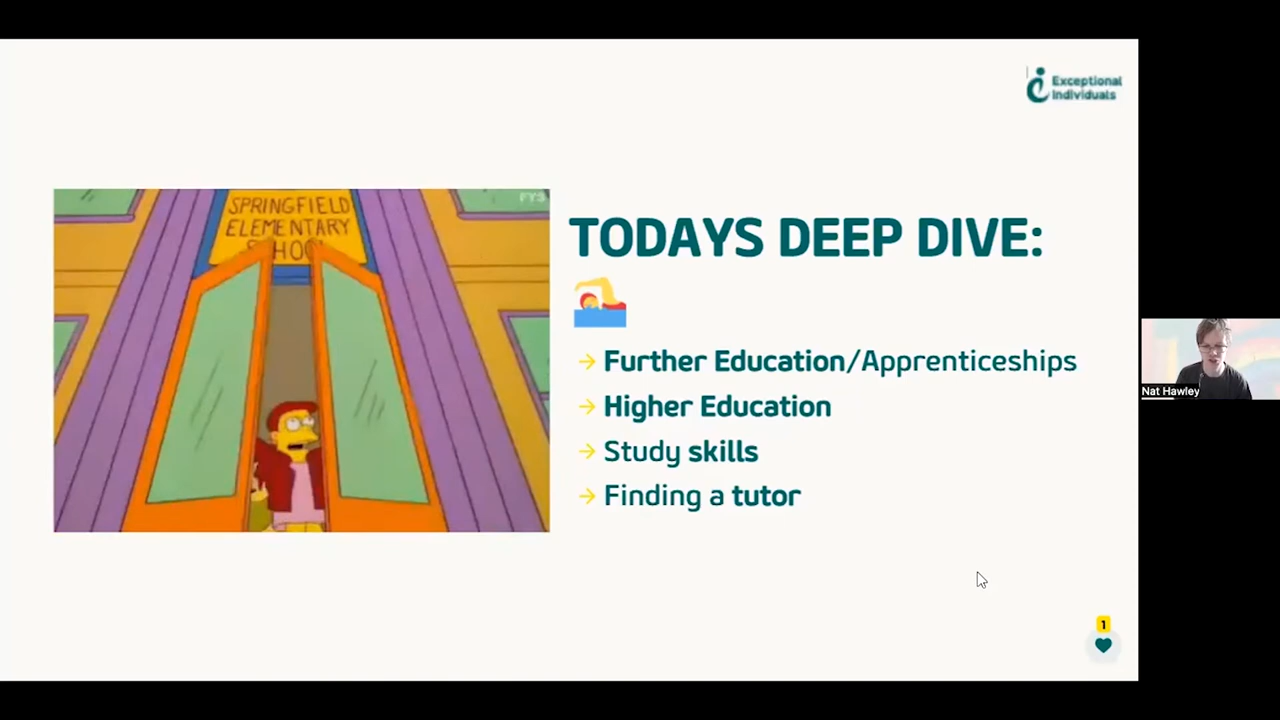 Exceptional
Individuals
FY3
SPRINGFIELD
ELEMENTARY
SCHOOL
TODAYS DEEP DIVE:
→ Further Education/Apprenticeships
→ Higher Education
→ Study skills
→ Finding a tutor
Nat Hawley
1